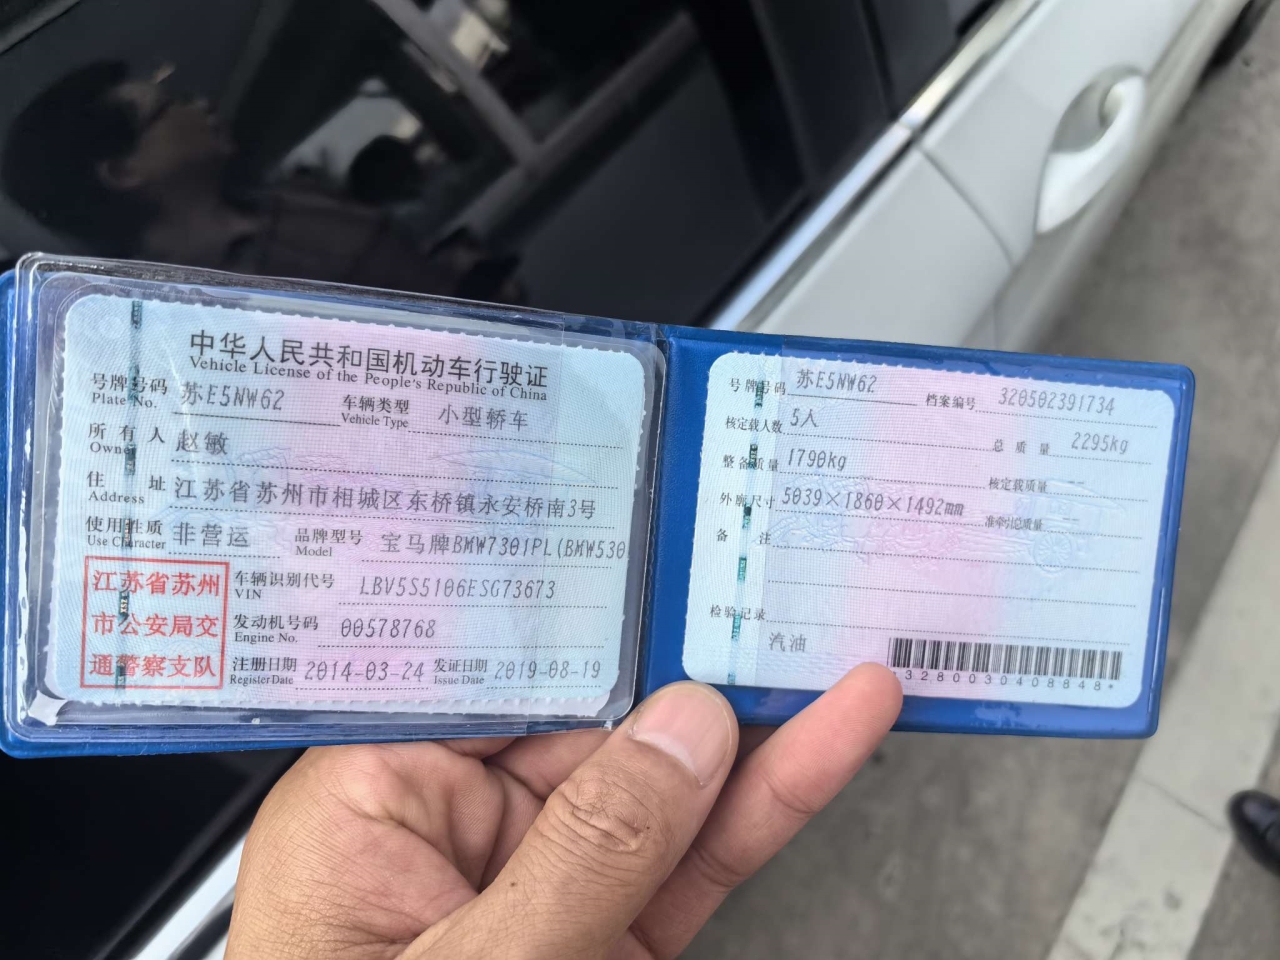 中华人民共和国机动车行驶证
Vehicle License of the People's Republic of China
号牌号码 苏E5NW62 车辆类型 小型轿车
Plate No. Vehicle Type
所有人 赵敏
Owner
住址 江苏省苏州市相城区东桥镇永安桥南3号
Address
使用性质 非营运 品牌型号 宝马牌BMW7301PL(BMW530
Use Character Model
江苏省苏州
市公安局交
通警察支队
车辆识别代号 LBV5S5106ESG73673
VIN
发动机号码 00578768
Engine No.
注册日期 2014-03-24 发证日期 2019-08-19
Register Date Issue Date
号牌号码 苏E5NW62 档案编号 320502391734
核定载人数 5人 总质量 2295kg
整备质量 1790kg 核定载质量 --
外廓尺寸 5039×1860×1492mm 准牵引总质量 --
备注
检验记录
汽油
*3280030408848*